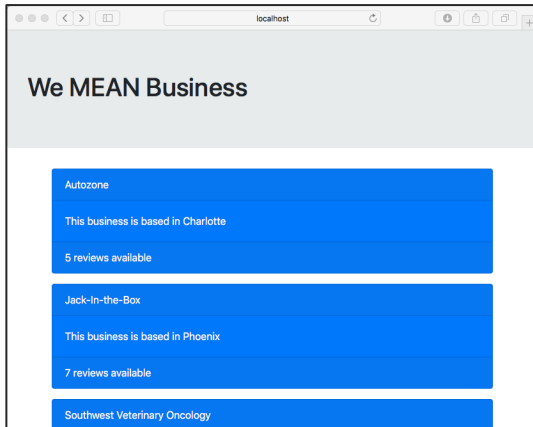 localhost
We MEAN Business
Autozone
This business is based in Charlotte
5 reviews available
Jack-In-the-Box
This business is based in Phoenix
7 reviews available
Southwest Veterinary Oncology